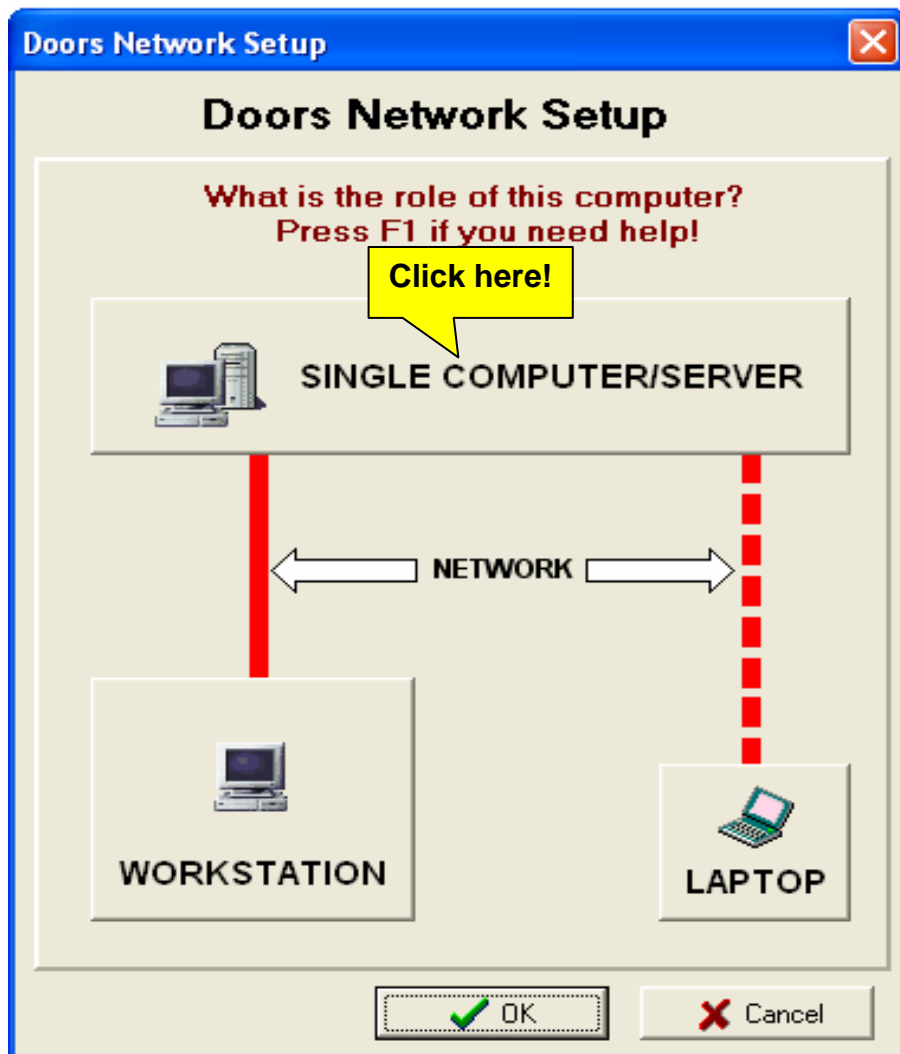 Doors Network Setup
Doors Network Setup
What is the role of this computer?
Press F1 if you need help!
Click here!
SINGLE COMPUTER/SERVER
NETWORK
WORKSTATION
LAPTOP
OK
Cancel